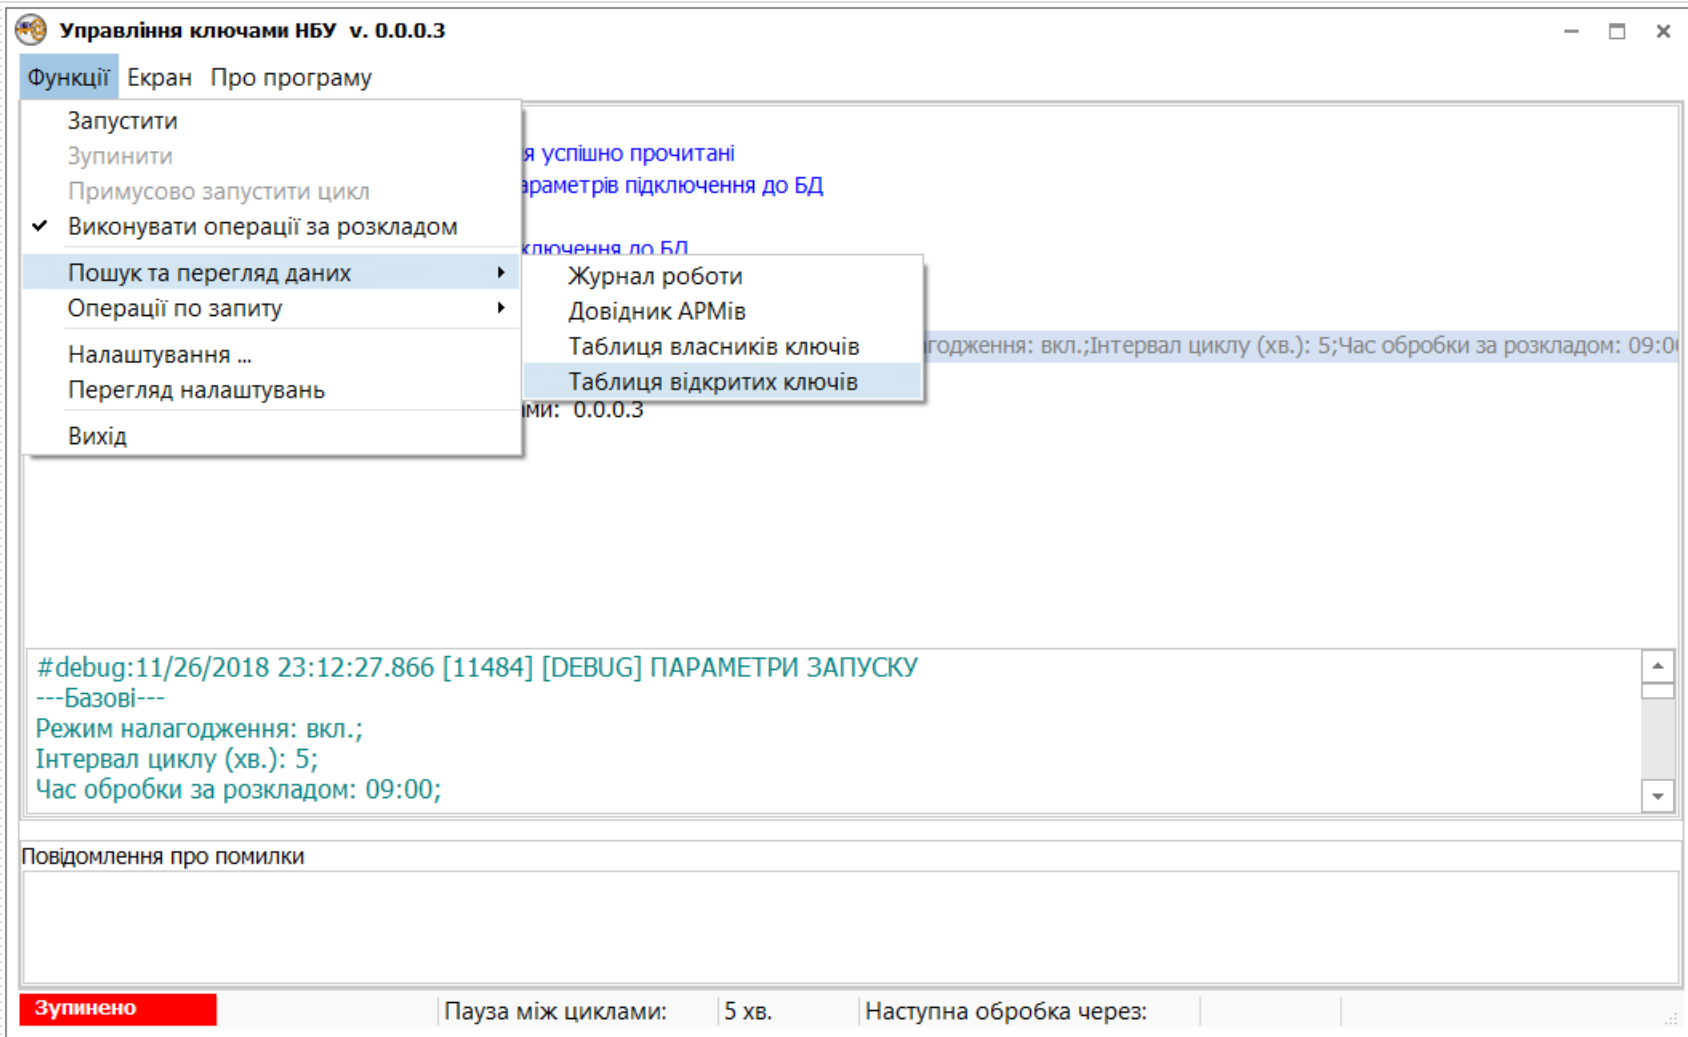 Управління ключами НБУ v. 0.0.0.3
Функції Екран Про програму
Запустити
Зупинити
Примусово запустити цикл
Виконувати операції за розкладом
Пошук та перегляд даних
Операції по запиту
Налаштування ...
Перегляд налаштувань
Вихід
Журнал роботи
Довідник АРМів
Таблиця власників ключів
Таблиця відкритих ключів
я успішно прочитані
араметрів підключення до БД
ключення до БД
годження: вкл.;Інтервал циклу (хв.): 5;Час обробки за розкладом: 09:0
ми: 0.0.0.3
#debug:11/26/2018 23:12:27.866 [11484] [DEBUG] ПАРАМЕТРИ ЗАПУСКУ
---Базові---
Режим налагодження: вкл.;
Інтервал циклу (хв.): 5;
Час обробки за розкладом: 09:00;
Повідомлення про помилки
Зупинено Пауза між циклами: 5 хв. Наступна обробка через: